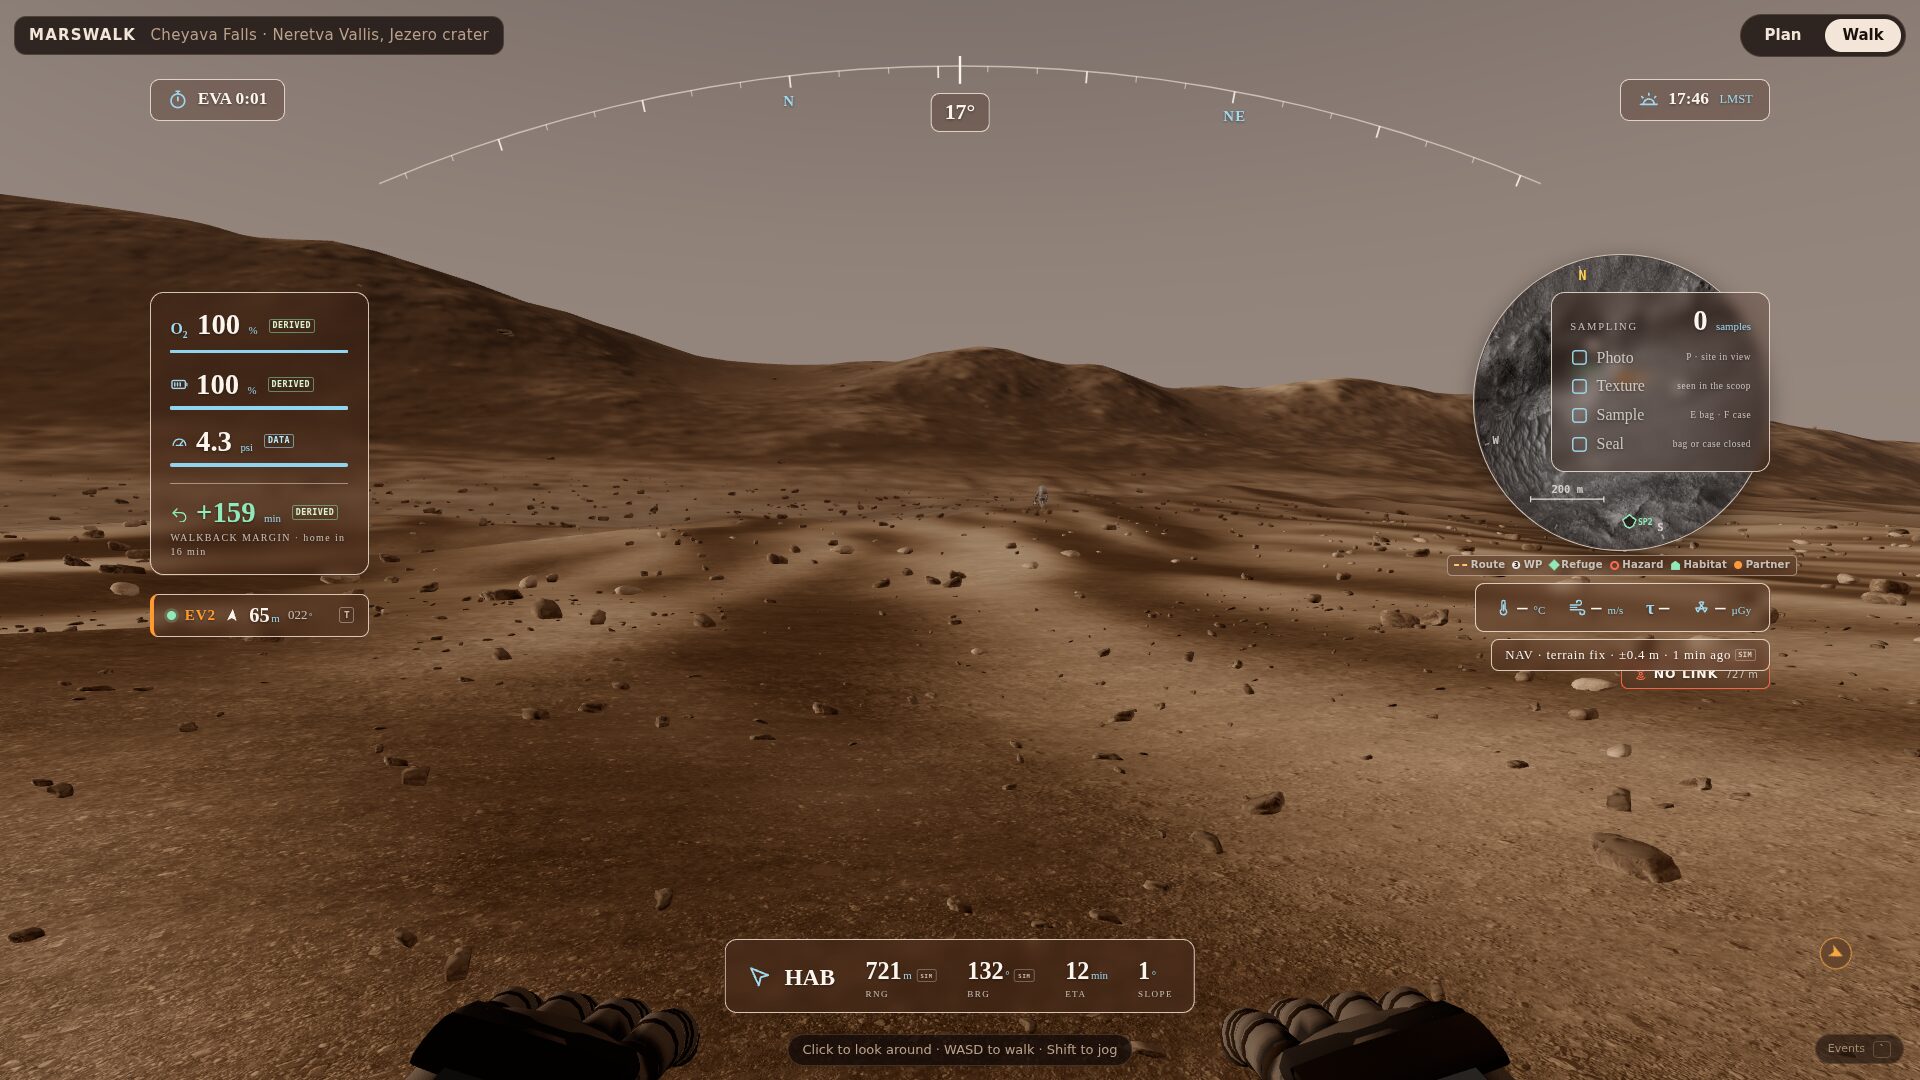 MARSWALK Cheyava Falls · Neretva Vallis, Jezero crater
Plan Walk
EVA 0:01
N
17°
NE
17:46 LMST
O2 100 % DERIVED
100 % DERIVED
4.3 psi DATA
+159 min DERIVED
WALKBACK MARGIN · home in
16 min
EV2 65 m 022° T
N
W
SAMPLING 0 samples
Photo P · site in view
Texture seen in the scoop
Sample E bag · F case
Seal bag or case closed
200 m
SP2 S
Route 3 WP Refuge Hazard Habitat Partner
– °C – m/s τ – – µGy
NAV · terrain fix · ±0.4 m · 1 min ago SIM
NO LINK 727 m
HAB 721 m SIM 132° SIM 12 min 1°
RNG BRG ETA SLOPE
Click to look around · WASD to walk · Shift to jog
Events `